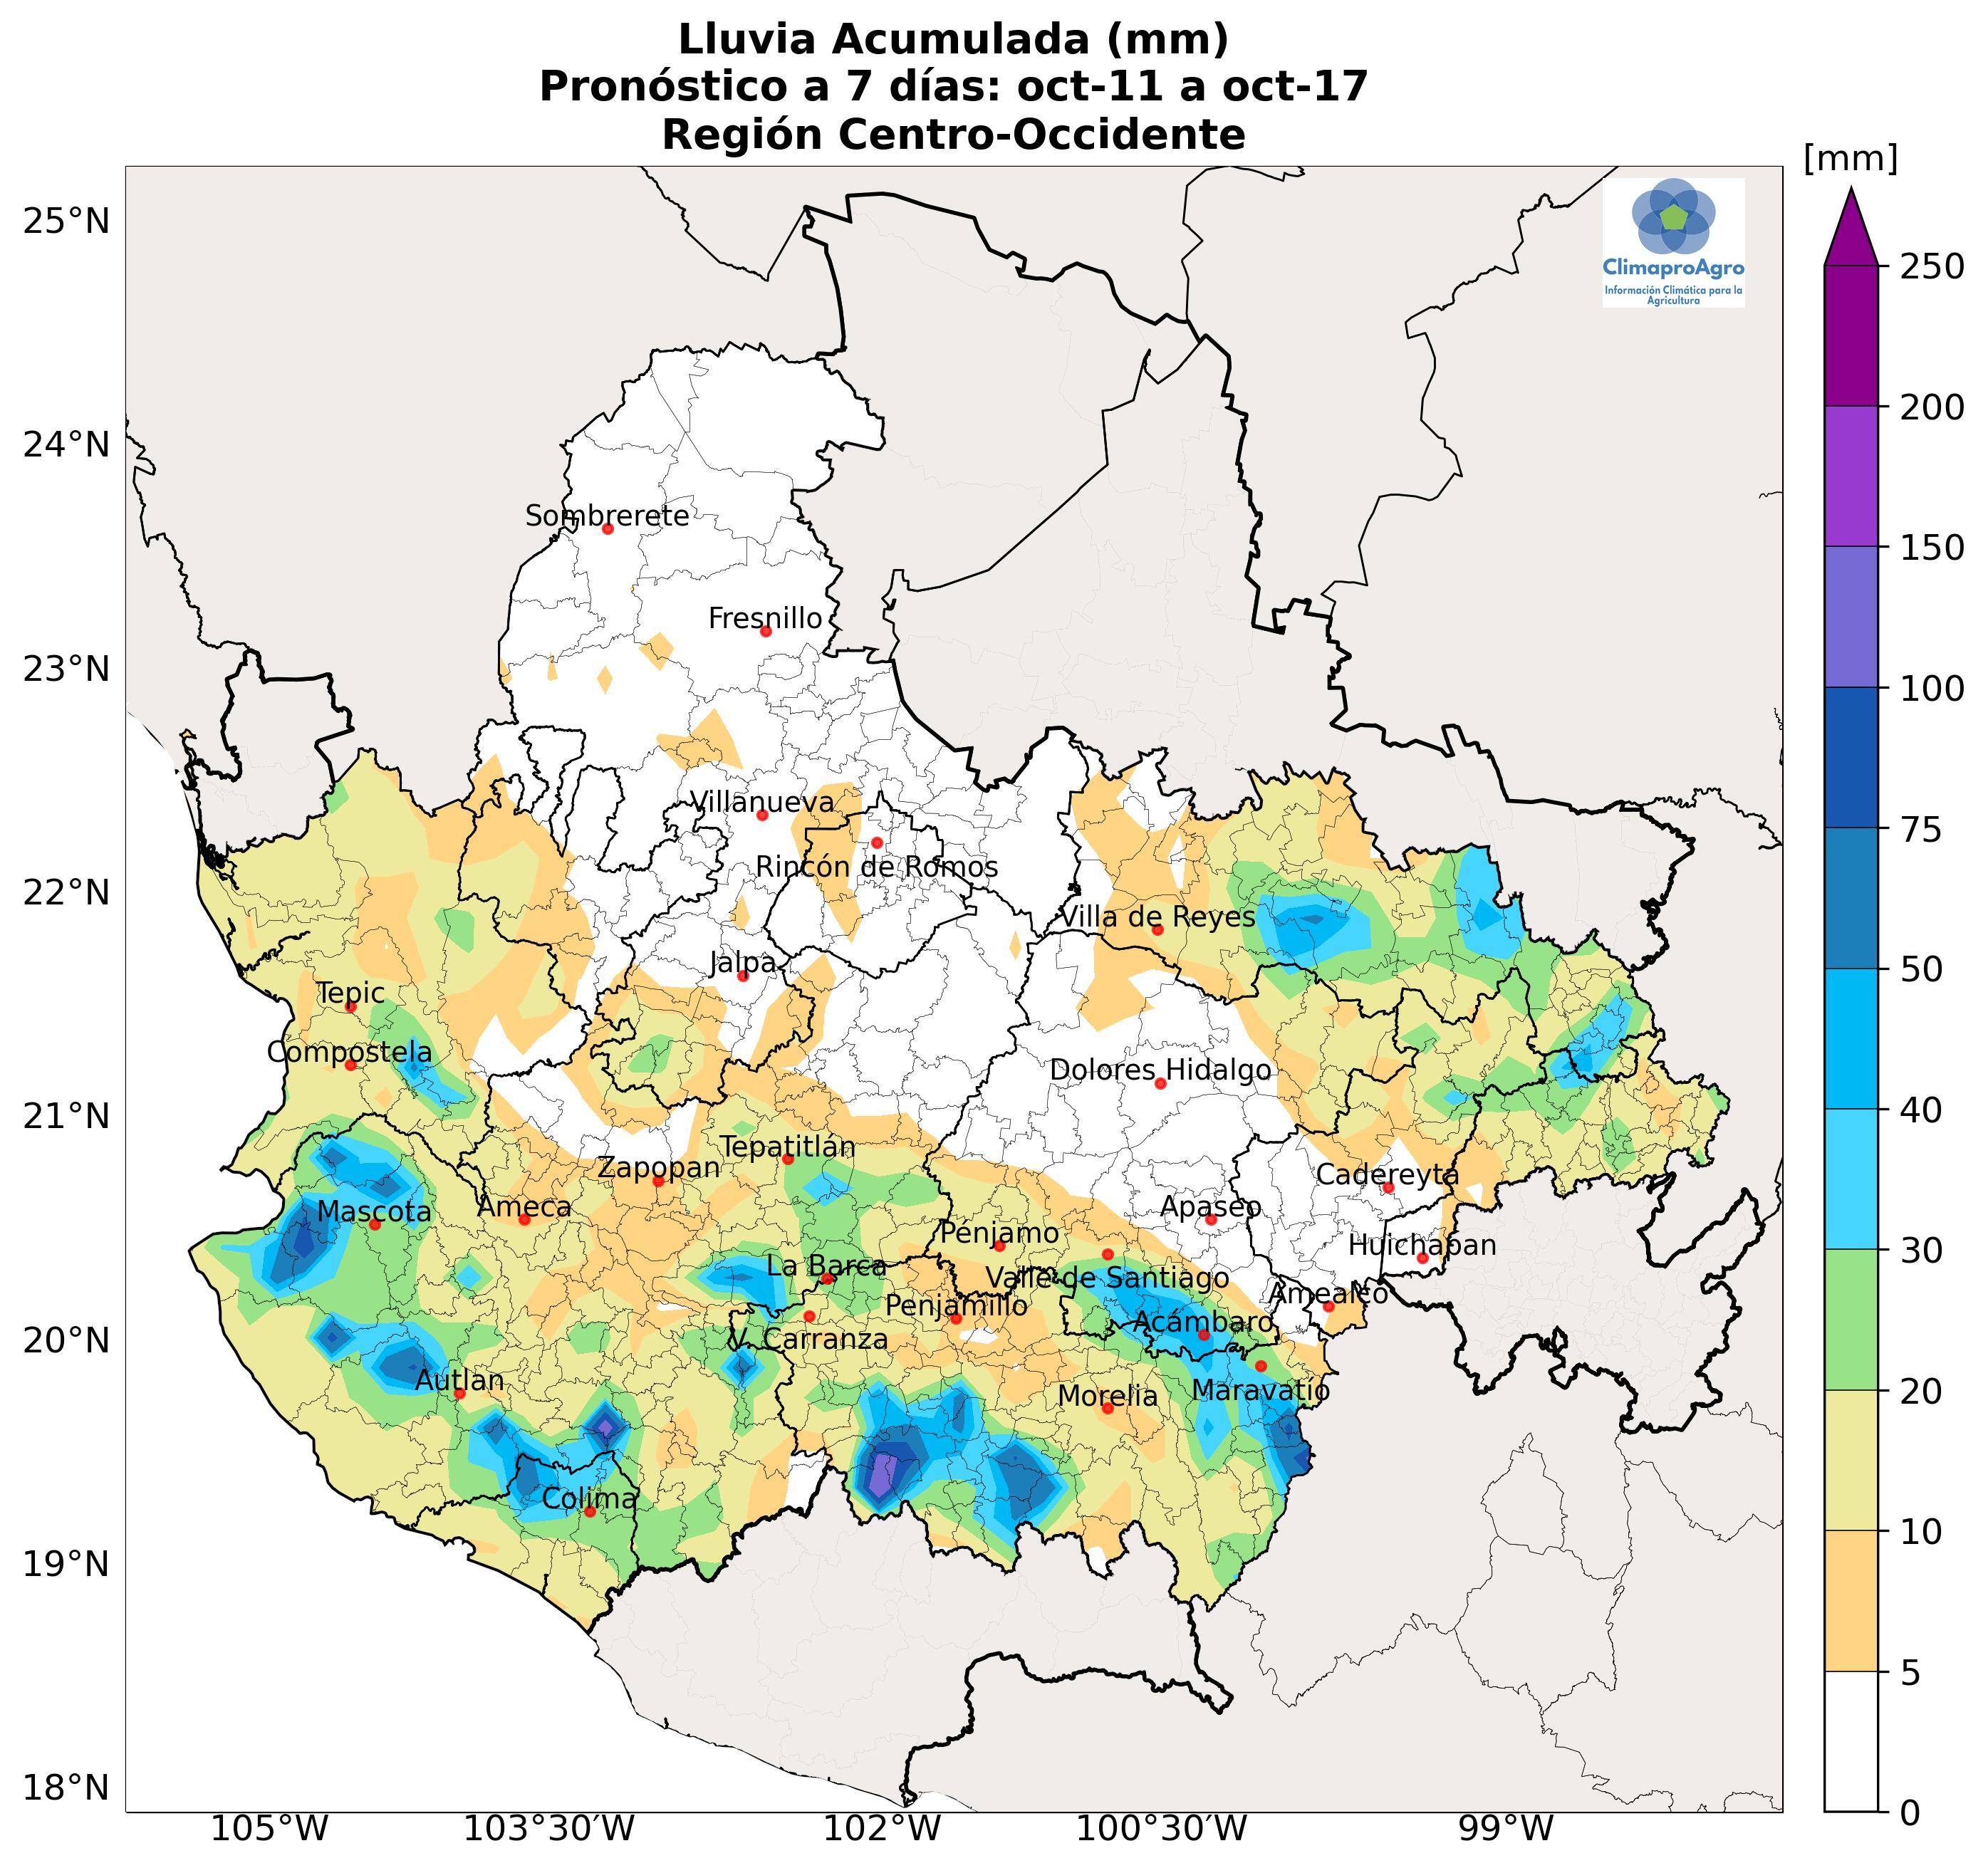 Lluvia Acumulada (mm)
Pronóstico a 7 días: oct-11 a oct-17
Región Centro-Occidente
[mm]
25°N
ClimaproAgro
Información Climática para la
Agricultura
250
200
24°N
Sombrerete
150
Fresnillo
23°N
100
Villanueva
75
Rincón de Romos
22°N
Villa de Reyes
Jalpa
50
Tepic
Compostela
Dolores Hidalgo
21°N
40
Tepatitlán
Zapopan
Cadereyta
Mascota
Ameca
Apaseo
Penjamo
Huichapan
30
La Barca
Valle de Santiago
Amealco
Penjamillo
Acámbaro
20°N
V. Carranza
Autlan
Maravatío
20
Morelia
Colima
10
19°N
5
18°N
0
105°W
103°30'W
102°W
100°30'W
99°W